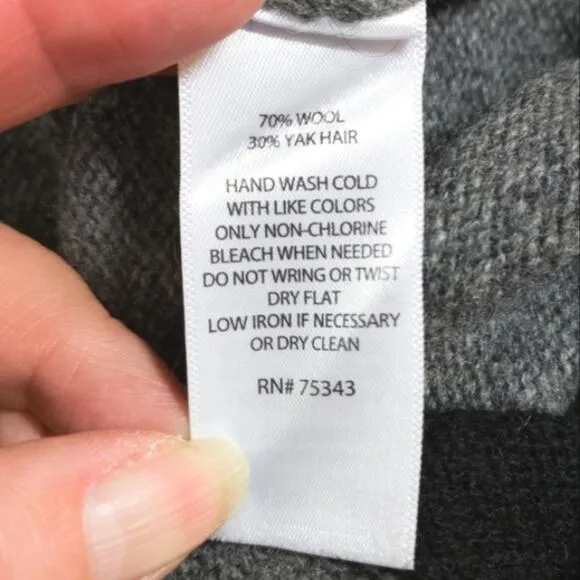 70% WOOL
30% YAK HAIR
HAND WASH COLD
WITH LIKE COLORS
ONLY NON-CHLORINE
BLEACH WHEN NEEDED
DO NOT WRING OR TWIST
DRY FLAT
LOW IRON IF NECESSARY
OR DRY CLEAN
RN# 75343